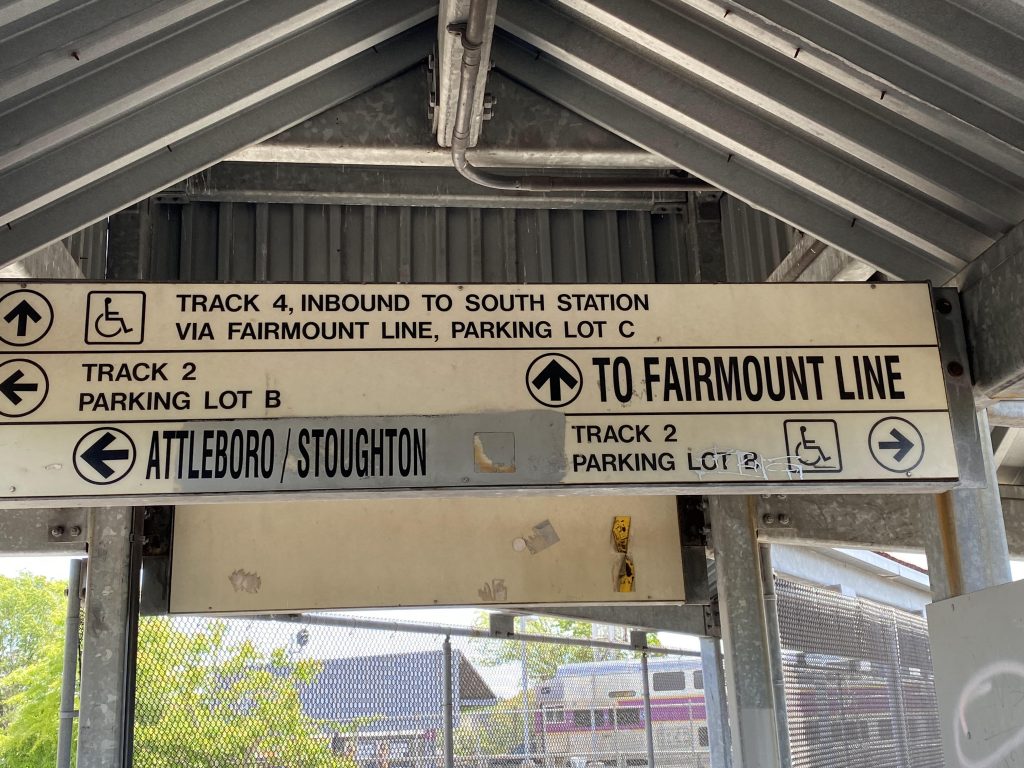 TRACK 4, INBOUND TO SOUTH STATION
VIA FAIRMOUNT LINE, PARKING LOT C
TRACK 2
PARKING LOT B
TO FAIRMOUNT LINE
ATTLEBORO / STOUGHTON
TRACK 2
PARKING LOT B